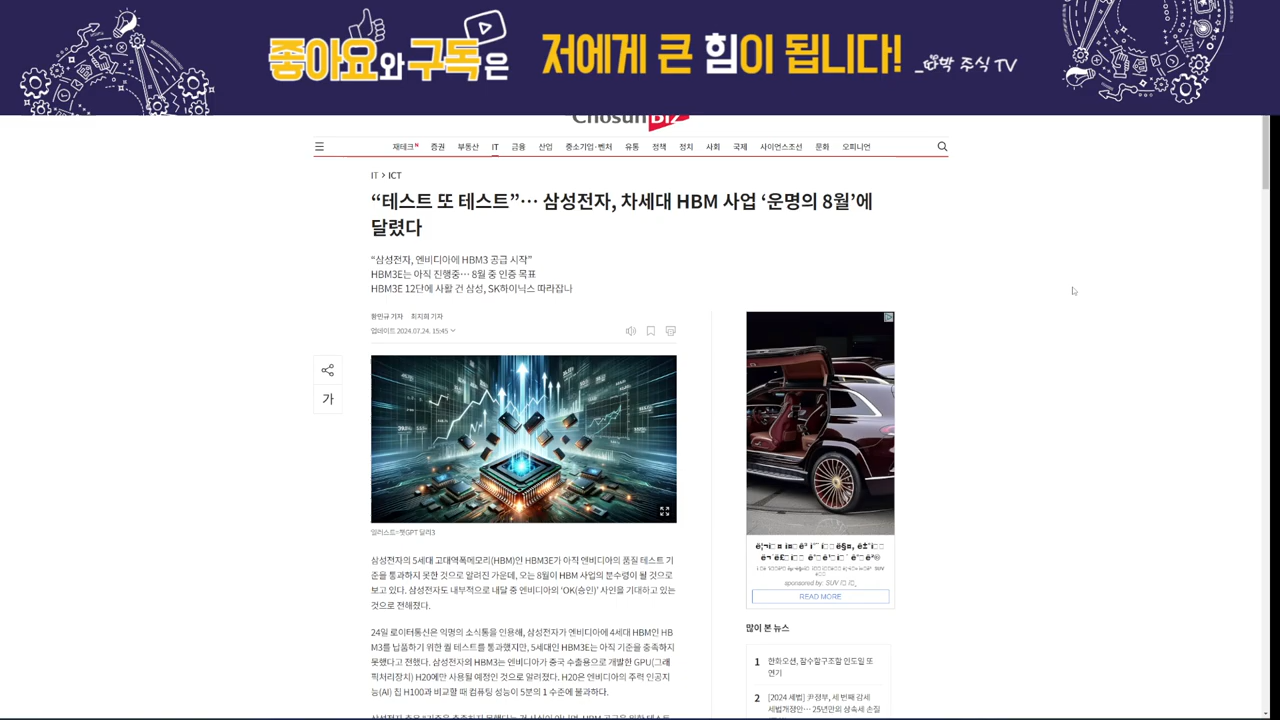 좋아요와 구독은 저에게 큰 힘이 됩니다! _호박 주식 TV
ChosunBiz
재테크N 증권 부동산 IT 금융 산업 중소기업·벤처 유통 정책 정치 사회 국제 사이언스조선 문화 오피니언
IT > ICT
“테스트 또 테스트”… 삼성전자, 차세대 HBM 사업 ‘운명의 8월’에
달렸다
“삼성전자, 엔비디아에 HBM3 공급 시작”
HBM3E는 아직 진행중… 8월 중 인증 목표
HBM3E 12단에 사활 건 삼성, SK하이닉스 따라잡나
황민규 기자 최지희 기자
업데이트 2024.07.24. 15:45
가
일러스트=챗GPT 달리3
삼성전자의 5세대 고대역폭메모리(HBM)인 HBM3E가 아직 엔비디아의 품질 테스트 기
준을 통과하지 못한 것으로 알려진 가운데, 오는 8월이 HBM 사업의 분수령이 될 것으로
보고 있다. 삼성전자도 내부적으로 내달 중 엔비디아의 ‘OK(승인)’ 사인을 기대하고 있는
것으로 전해졌다.
24일 로이터통신은 익명의 소식통을 인용해, 삼성전자가 엔비디아에 4세대 HBM인 HB
M3를 납품하기 위한 퀄 테스트를 통과했지만, 5세대인 HBM3E는 아직 기준을 충족하지
못했다고 전했다. 삼성전자의 HBM3는 엔비디아가 중국 수출용으로 개발한 GPU(그래
픽처리장치) H20에만 사용될 예정인 것으로 알려졌다. H20은 엔비디아의 주력 인공지
능(AI) 칩 H100과 비교할 때 컴퓨팅 성능이 5분의 1 수준에 불과하다.
sponsored by: SUV
READ MORE
많이 본 뉴스
1 한화오션, 잠수함구조함 인도일 또
연기
2 [2024 세법] 尹정부, 세 번째 감세
세법개정안… 25년만의 상속세 손질